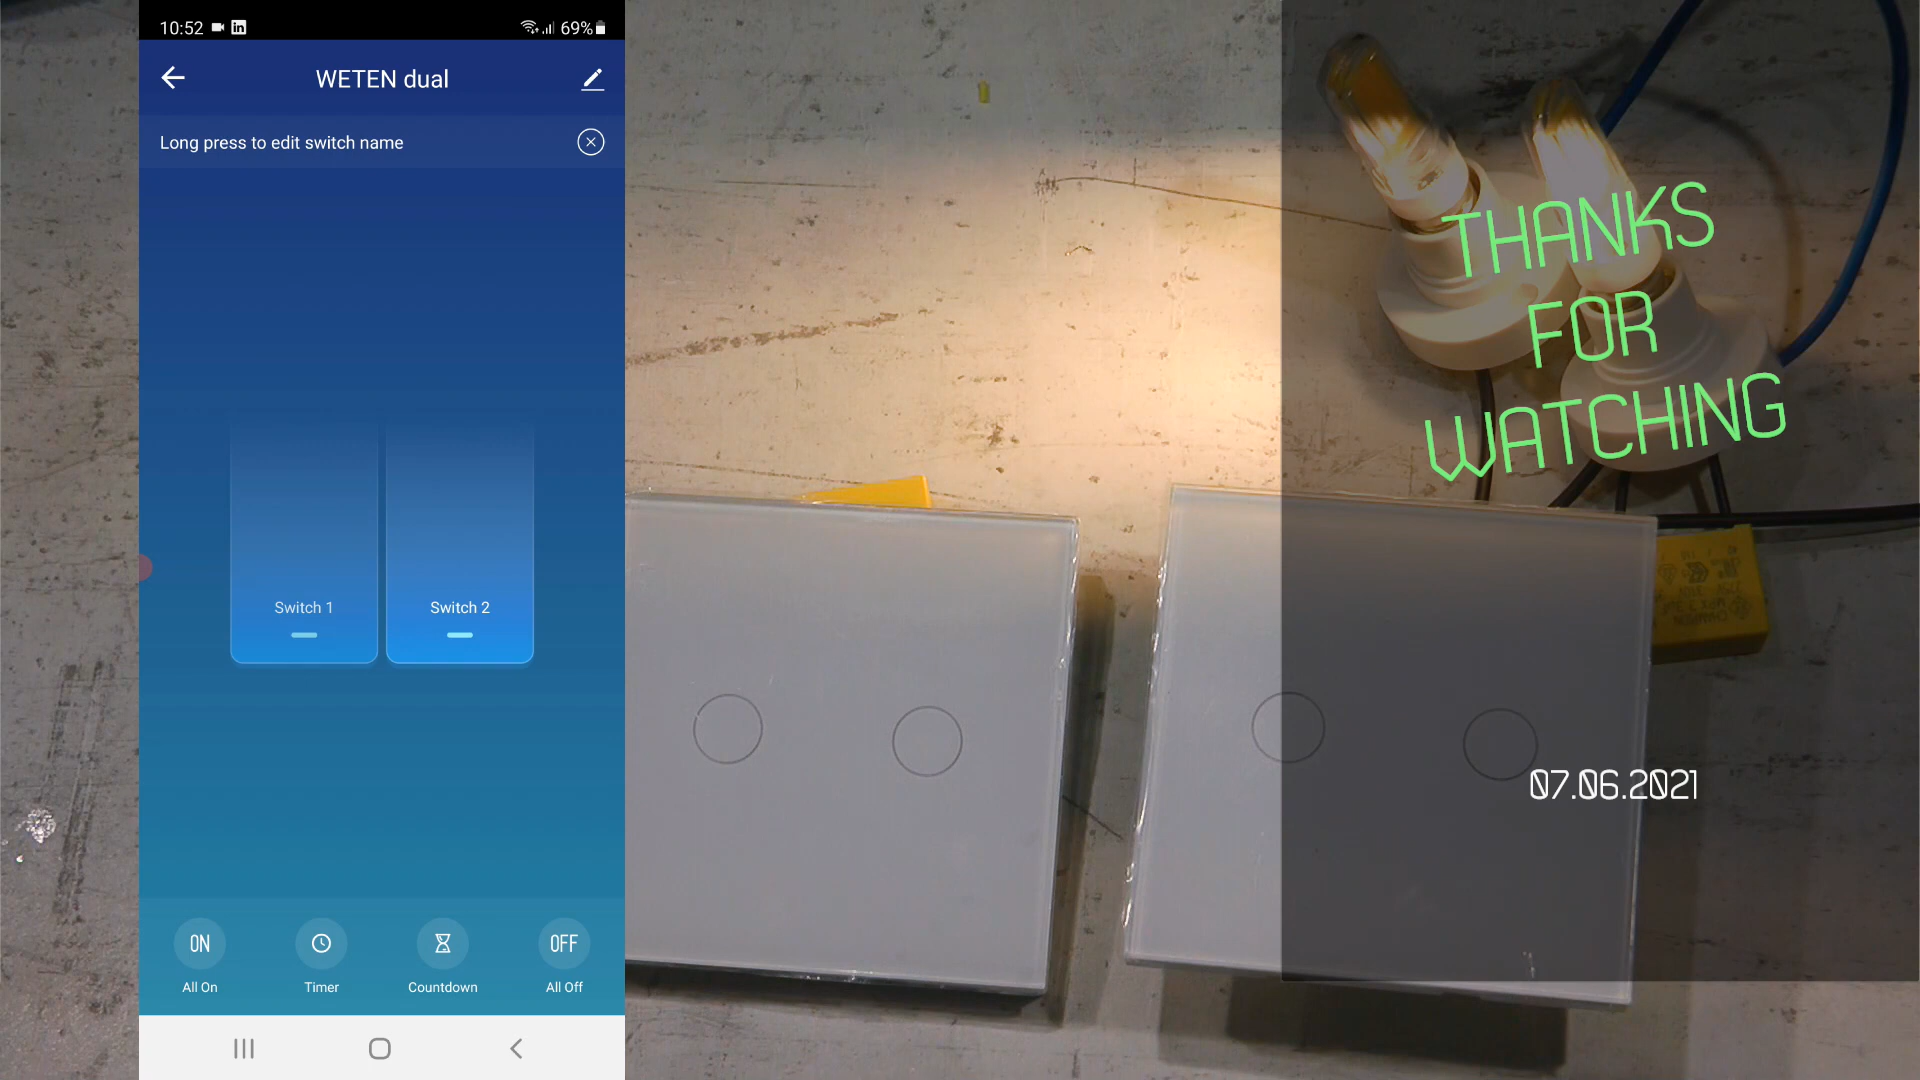 10:52
69%
WETEN dual
Long press to edit switch name
Switch 1
Switch 2
ON
OFF
All On
Timer
Countdown
All Off
THANKS
FOR
WATCHING
07.06.2021